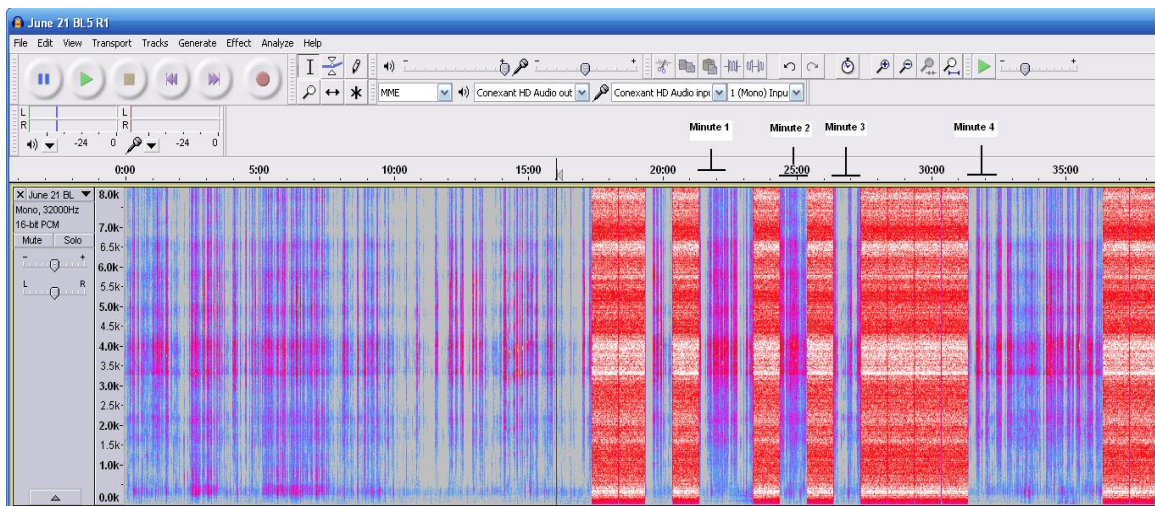 June 21 BL5 R1
File Edit View Transport Tracks Generate Effect Analyze Help
MME Conexant HD Audio out Conexant HD Audio inpu 1 (Mono) Inpu
L
R
-24 0
L
R
-24 0
Minute 1 Minute 2 Minute 3 Minute 4
0:00 5:00 10:00 15:00 20:00 25:00 30:00 35:00
X June 21 BL
Mono, 32000Hz
16-bit PCM
Mute Solo
- +
L R
8.0k
7.0k-
6.5k-
6.0k-
5.5k-
5.0k-
4.5k-
4.0k-
3.5k-
3.0k-
2.5k-
2.0k-
1.5k-
1.0k-
0.0k